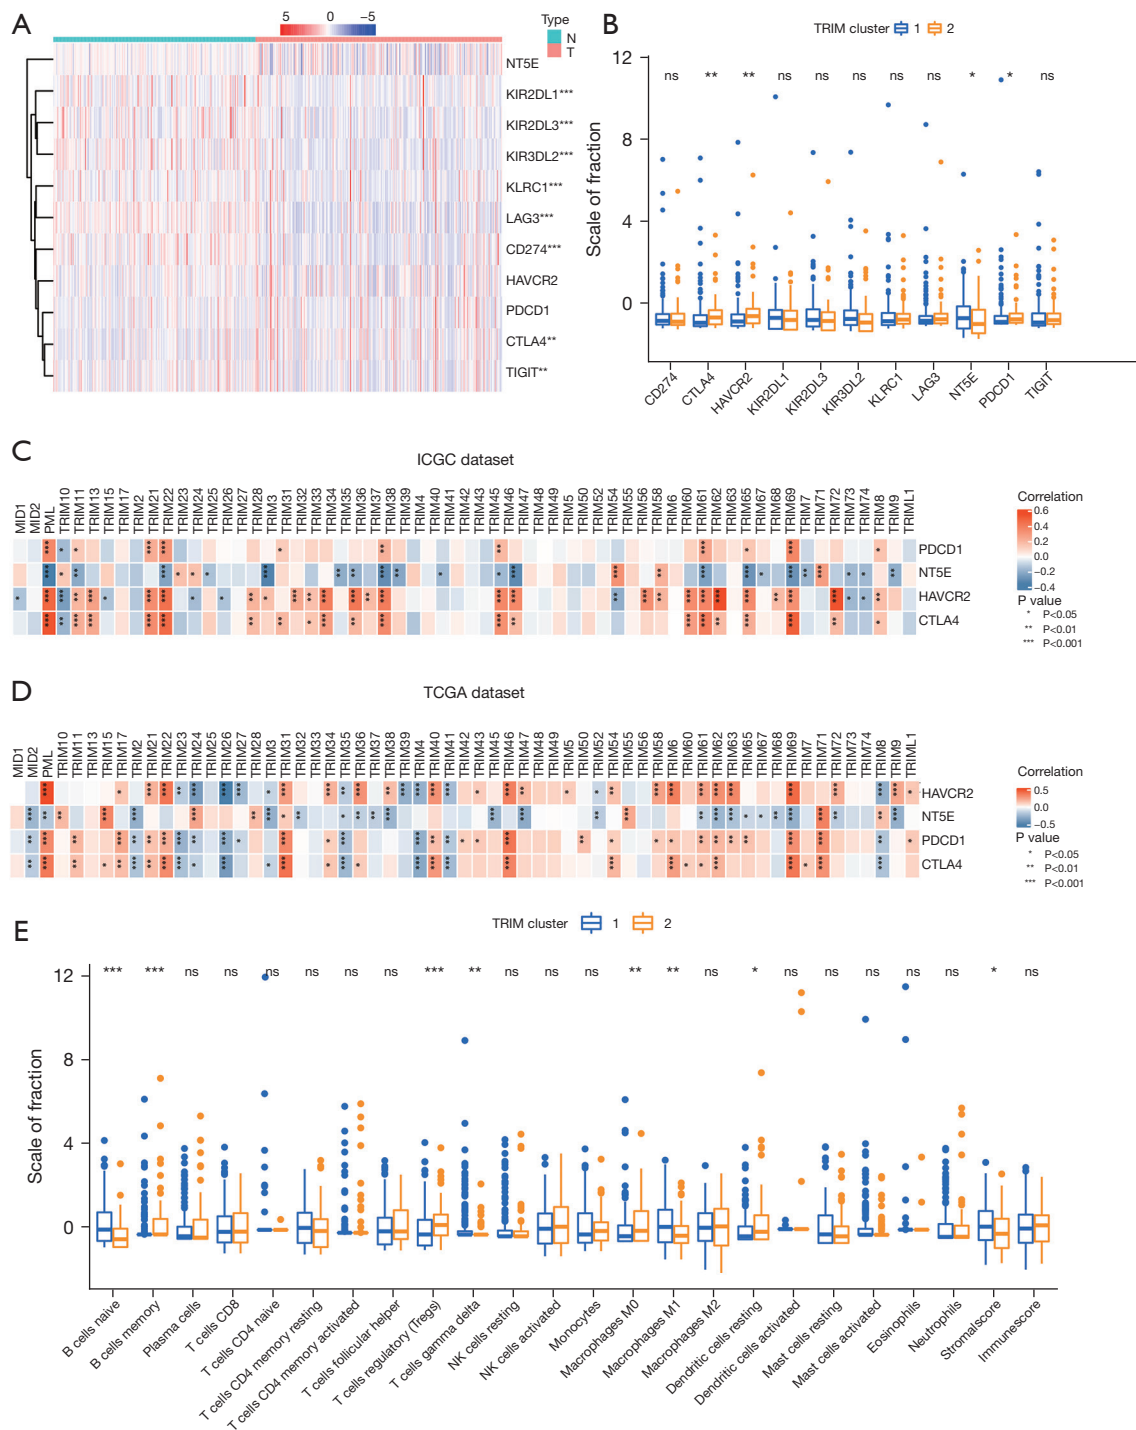 A
5 0 −5
Type
N
T
NT5E
KIR2DL1***
KIR2DL3***
KIR3DL2***
KLRC1***
LAG3***
CD274***
HAVCR2
PDCD1
CTLA4**
TIGIT**
B
TRIM cluster 1 2
Scale of fraction
12
8
4
0
ns ** ** ns ns ns ns ns * * ns
CD274 CTLA4 HAVCR2 KIR2DL1 KIR2DL3 KIR3DL2 KLRC1 LAG3 NT5E PDCD1 TIGIT
C
ICGC dataset
MID1 MID2 PML TRIM10 TRIM11 TRIM13 TRIM15 TRIM17 TRIM2 TRIM21 TRIM22 TRIM23 TRIM24 TRIM25 TRIM26 TRIM27 TRIM28 TRIM3 TRIM31 TRIM32 TRIM33 TRIM34 TRIM35 TRIM36 TRIM37 TRIM38 TRIM39 TRIM4 TRIM40 TRIM41 TRIM42 TRIM43 TRIM45 TRIM46 TRIM47 TRIM48 TRIM49 TRIM5 TRIM50 TRIM52 TRIM54 TRIM55 TRIM56 TRIM58 TRIM6 TRIM60 TRIM61 TRIM62 TRIM63 TRIM65 TRIM67 TRIM68 TRIM69 TRIM7 TRIM71 TRIM72 TRIM73 TRIM74 TRIM8 TRIM9 TRIML1
PDCD1
NT5E
HAVCR2
CTLA4
Correlation
0.6
0.4
0.2
0.0
−0.2
−0.4
P value
* P<0.05
** P<0.01
*** P<0.001
D
TCGA dataset
MID1 MID2 PML TRIM10 TRIM11 TRIM13 TRIM15 TRIM17 TRIM2 TRIM21 TRIM22 TRIM23 TRIM24 TRIM25 TRIM26 TRIM27 TRIM28 TRIM3 TRIM31 TRIM32 TRIM33 TRIM34 TRIM35 TRIM36 TRIM37 TRIM38 TRIM39 TRIM4 TRIM40 TRIM41 TRIM42 TRIM43 TRIM45 TRIM46 TRIM47 TRIM48 TRIM49 TRIM5 TRIM50 TRIM52 TRIM54 TRIM55 TRIM56 TRIM58 TRIM6 TRIM60 TRIM61 TRIM62 TRIM63 TRIM65 TRIM67 TRIM68 TRIM69 TRIM7 TRIM71 TRIM72 TRIM73 TRIM74 TRIM8 TRIM9 TRIML1
HAVCR2
NT5E
PDCD1
CTLA4
Correlation
0.5
0.0
−0.5
P value
* P<0.05
** P<0.01
*** P<0.001
E
TRIM cluster 1 2
Scale of fraction
12
8
4
0
*** *** ns ns ns ns ns ns *** ** ns ns ns ** ** ns * ns ns ns ns ns * ns
B cells naive
B cells memory
Plasma cells
T cells CD8
T cells CD4 naive
T cells CD4 memory resting
T cells CD4 memory activated
T cells follicular helper
T cells regulatory (Tregs)
T cells gamma delta
NK cells resting
NK cells activated
Monocytes
Macrophages M0
Macrophages M1
Macrophages M2
Dendritic cells resting
Dendritic cells activated
Mast cells resting
Mast cells activated
Eosinophils
Neutrophils
Stromalscore
Immunescore